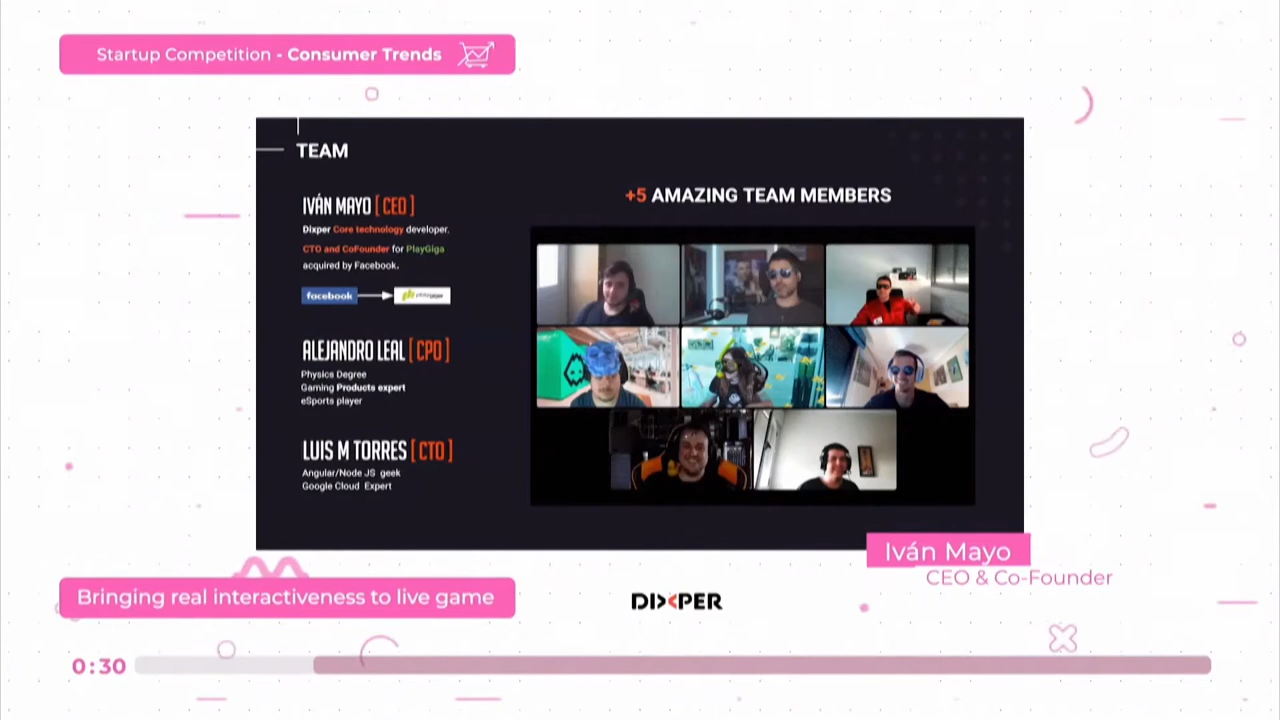 Startup Competition - Consumer Trends
TEAM
IVÁN MAYO [CEO]
Dixper Core technology developer.
CTO and CoFounder for PlayGiga
acquired by Facebook.
facebook
ALEJANDRO LEAL [CPO]
Physics Degree
Gaming Products expert
eSports player
LUIS M TORRES [CTO]
Angular/Node JS geek
Google Cloud Expert
+5 AMAZING TEAM MEMBERS
Iván Mayo
CEO & Co-Founder
Bringing real interactiveness to live game
DIXPER
0:30